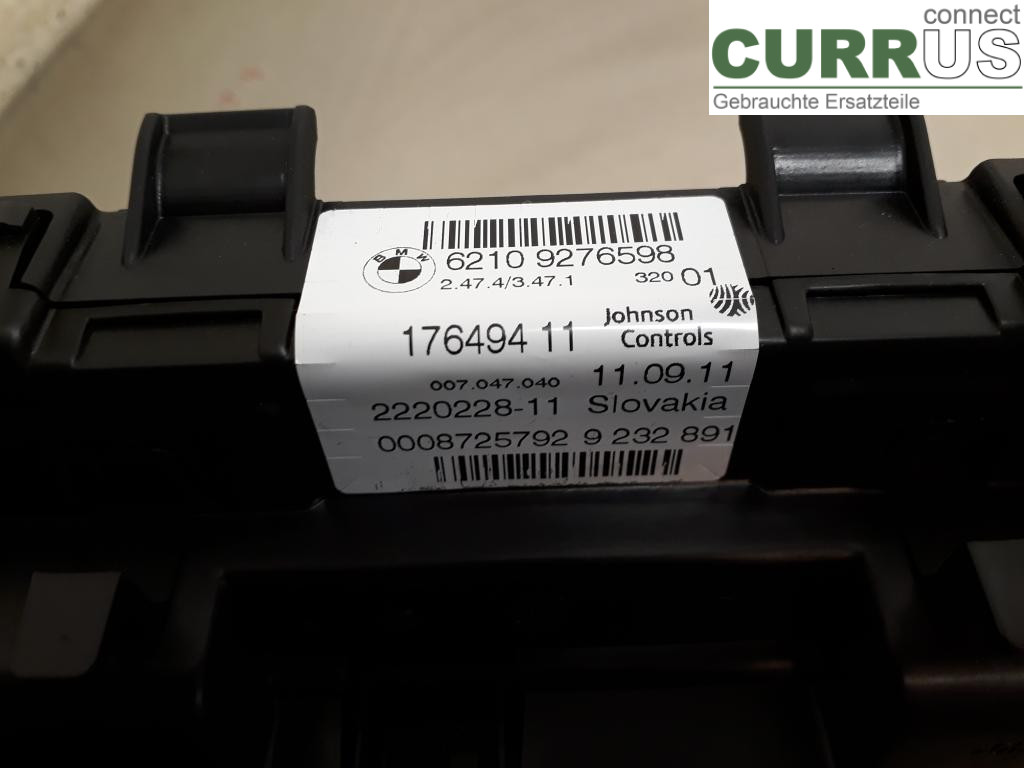 connect
CURRUS
Gebrauchte Ersatzteile
BMW
6210 9276598
2.47.4/3.47.1 320 01
Johnson
Controls
176494 11
007.047.040 11.09.11
2220228-11 Slovakia
0008725792 9 232 891